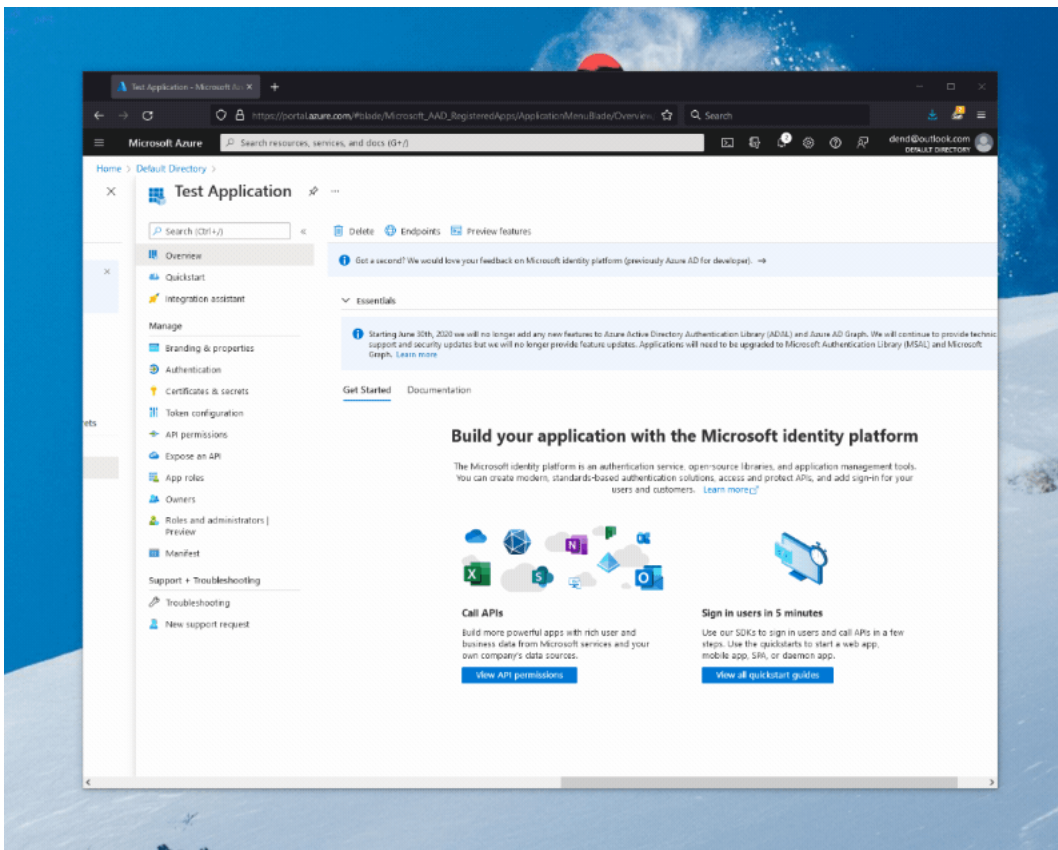 Test Application - Microsoft Az
https://portal.azure.com/#blade/Microsoft_AAD_RegisteredApps/ApplicationMenuBlade/Overview
Search
Microsoft Azure
Search resources, services, and docs (G+/)
2
dend@outlook.com
DEFAULT DIRECTORY
Home > Default Directory >
Test Application
Search (Ctrl+/)
«
Delete
Endpoints
Preview features
Overview
Quickstart
Integration assistant
Manage
Branding & properties
Authentication
Certificates & secrets
Token configuration
API permissions
Expose an API
App roles
Owners
Roles and administrators |
Preview
Manifest
Support + Troubleshooting
Troubleshooting
New support request
ets
Got a second? We would love your feedback on Microsoft identity platform (previously Azure AD for developer). →
Essentials
Starting June 30th, 2020 we will no longer add any new features to Azure Active Directory Authentication Library (ADAL) and Azure AD Graph. We will continue to provide technic
support and security updates but we will no longer provide feature updates. Applications will need to be upgraded to Microsoft Authentication Library (MSAL) and Microsoft
Graph. Learn more
Get Started
Documentation
Build your application with the Microsoft identity platform
The Microsoft identity platform is an authentication service, open-source libraries, and application management tools.
You can create modern, standards-based authentication solutions, access and protect APIs, and add sign-in for your
users and customers. Learn more
N
X
S
O
Call APIs
Build more powerful apps with rich user and
business data from Microsoft services and your
own company's data sources.
View API permissions
Sign in users in 5 minutes
Use our SDKs to sign in users and call APIs in a few
steps. Use the quickstarts to start a web app,
mobile app, SPA, or daemon app.
View all quickstart guides